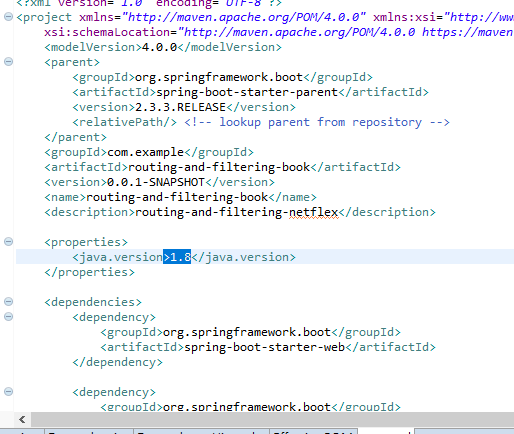 <?xml version="1.0" encoding="UTF-8"?>
<project xmlns="http://maven.apache.org/POM/4.0.0" xmlns:xsi="http://ww
xsi:schemaLocation="http://maven.apache.org/POM/4.0.0 https://maven
<modelVersion>4.0.0</modelVersion>
<parent>
<groupId>org.springframework.boot</groupId>
<artifactId>spring-boot-starter-parent</artifactId>
<version>2.3.3.RELEASE</version>
<relativePath/> <!-- lookup parent from repository -->
</parent>
<groupId>com.example</groupId>
<artifactId>routing-and-filtering-book</artifactId>
<version>0.0.1-SNAPSHOT</version>
<name>routing-and-filtering-book</name>
<description>routing-and-filtering-netflex</description>
<properties>
<java.version>1.8</java.version>
</properties>
<dependencies>
<dependency>
<groupId>org.springframework.boot</groupId>
<artifactId>spring-boot-starter-web</artifactId>
</dependency>
<dependency>
<groupId>org.springframework.boot</groupId>